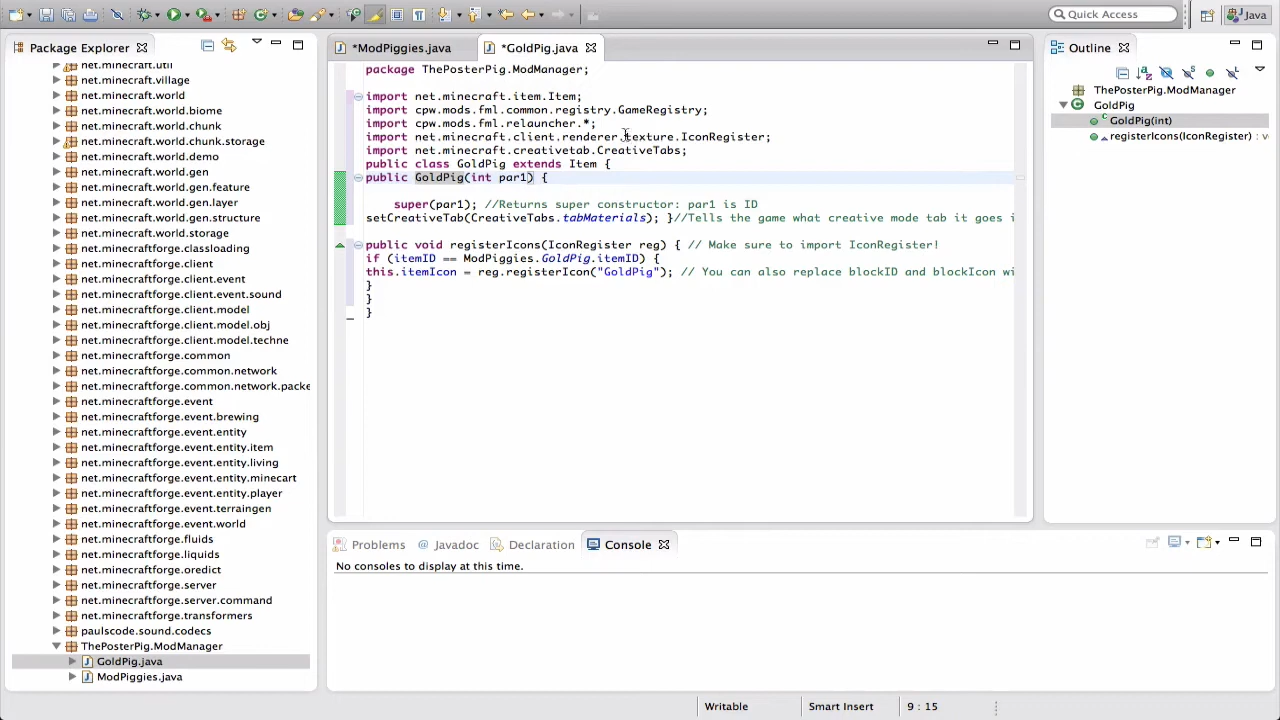 Quick Access
Java
Package Explorer
net.minecraft.util
net.minecraft.village
net.minecraft.world
net.minecraft.world.biome
net.minecraft.world.chunk
net.minecraft.world.chunk.storage
net.minecraft.world.demo
net.minecraft.world.gen
net.minecraft.world.gen.feature
net.minecraft.world.gen.layer
net.minecraft.world.gen.structure
net.minecraft.world.storage
net.minecraftforge.classloading
net.minecraftforge.client
net.minecraftforge.client.event
net.minecraftforge.client.event.sound
net.minecraftforge.client.model
net.minecraftforge.client.model.obj
net.minecraftforge.client.model.techne
net.minecraftforge.common
net.minecraftforge.common.network
net.minecraftforge.common.network.packe
net.minecraftforge.event
net.minecraftforge.event.brewing
net.minecraftforge.event.entity
net.minecraftforge.event.entity.item
net.minecraftforge.event.entity.living
net.minecraftforge.event.entity.minecart
net.minecraftforge.event.entity.player
net.minecraftforge.event.terraingen
net.minecraftforge.event.world
net.minecraftforge.fluids
net.minecraftforge.liquids
net.minecraftforge.oredict
net.minecraftforge.server
net.minecraftforge.server.command
net.minecraftforge.transformers
paulscode.sound.codecs
ThePosterPig.ModManager
GoldPig.java
ModPiggies.java
*ModPiggies.java
*GoldPig.java
package ThePosterPig.ModManager;
import net.minecraft.item.Item;
import cpw.mods.fml.common.registry.GameRegistry;
import cpw.mods.fml.relauncher.*;
import net.minecraft.client.renderer.texture.IconRegister;
import net.minecraft.creativetab.CreativeTabs;
public class GoldPig extends Item {
public GoldPig(int par1) {
super(par1); //Returns super constructor: par1 is ID
setCreativeTab(CreativeTabs.tabMaterials); }//Tells the game what creative mode tab it goes i
public void registerIcons(IconRegister reg) { // Make sure to import IconRegister!
if (itemID == ModPiggies.GoldPig.itemID) {
this.itemIcon = reg.registerIcon("GoldPig"); // You can also replace blockID and blockIcon wi
}
}
}
Outline
ThePosterPig.ModManager
GoldPig
GoldPig(int)
registerIcons(IconRegister) : v
Problems
@ Javadoc
Declaration
Console
No consoles to display at this time.
Writable
Smart Insert
9 : 15